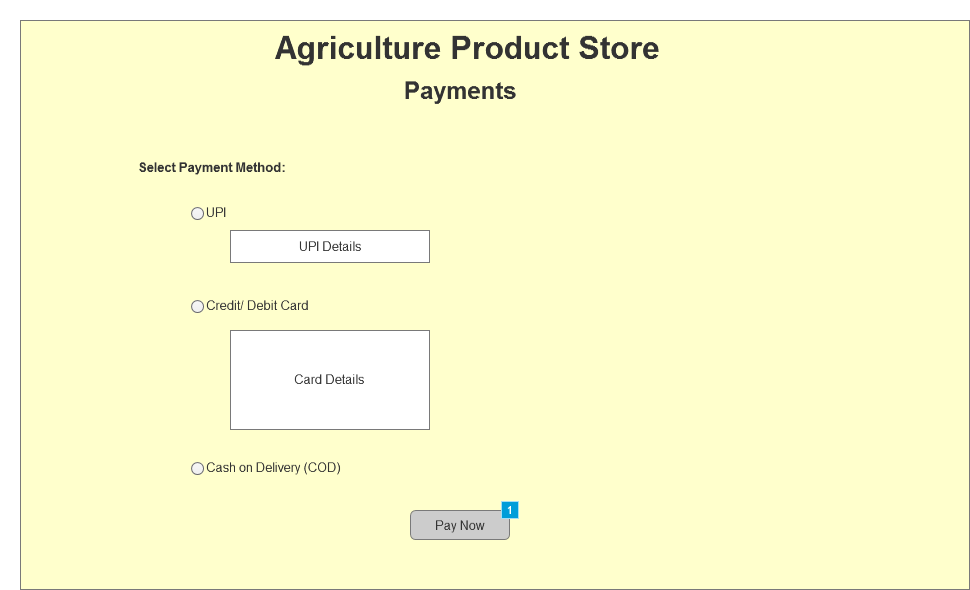 Agriculture Product Store
Payments
Select Payment Method:
UPI
UPI Details
Credit/ Debit Card
Card Details
Cash on Delivery (COD)
1
Pay Now